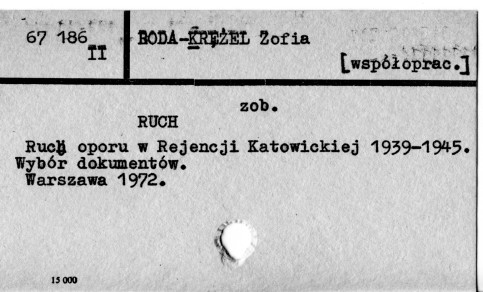 67 186 BODA-KRĘŻEL Zofia
II
[współoprac.]
zob.
RUCH
Ruch oporu w Rejencji Katowickiej 1939-1945.
Wybór dokumentów.
Warszawa 1972.
15 000